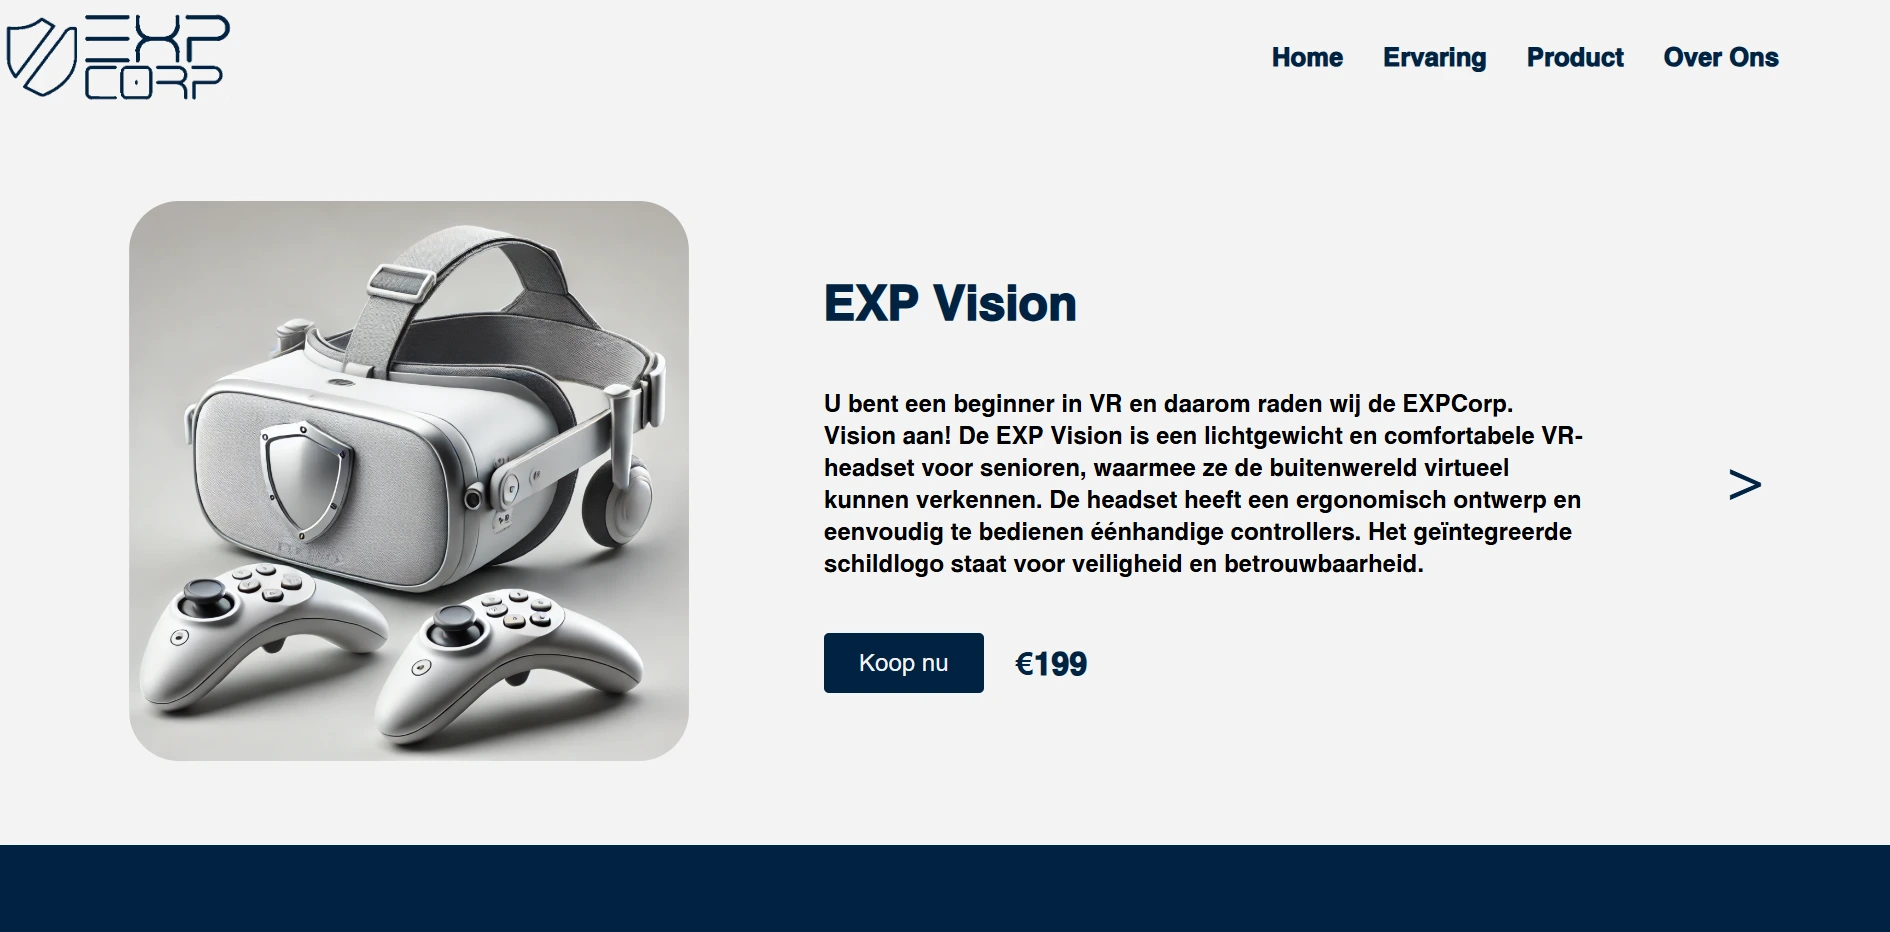 EXP
CORP
Home Ervaring Product Over Ons
EXP Vision
U bent een beginner in VR en daarom raden wij de EXPCorp.
Vision aan! De EXP Vision is een lichtgewicht en comfortabele VR-
headset voor senioren, waarmee ze de buitenwereld virtueel
kunnen verkennen. De headset heeft een ergonomisch ontwerp en
eenvoudig te bedienen éénhandige controllers. Het geïntegreerde
schildlogo staat voor veiligheid en betrouwbaarheid.
>
Koop nu €199